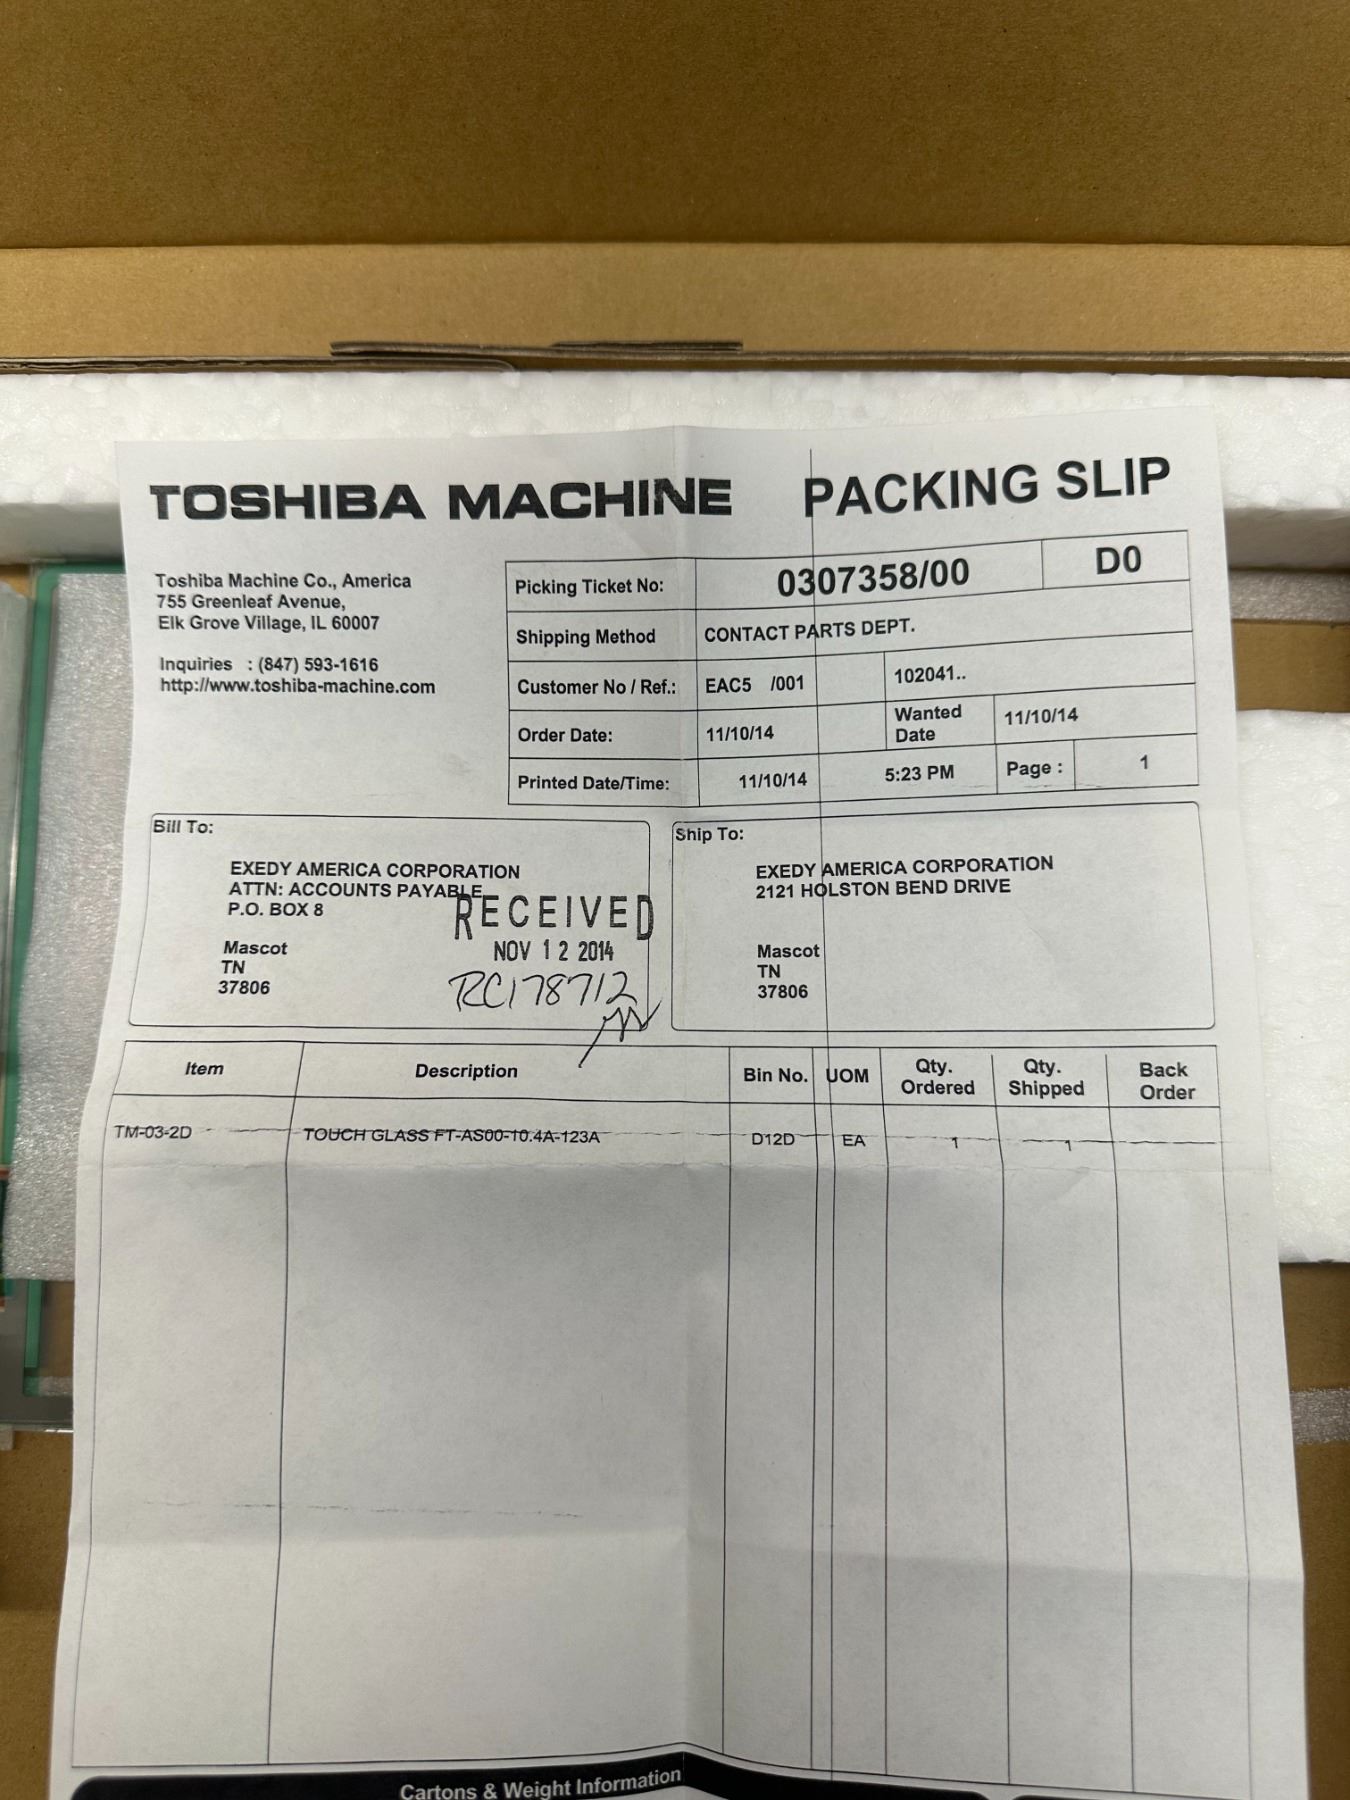 TOSHIBA MACHINE PACKING SLIP
Toshiba Machine Co., America
755 Greenleaf Avenue,
Elk Grove Village, IL 60007
Inquiries : (847) 593-1616
http://www.toshiba-machine.com
Picking Ticket No: 0307358/00 D0
Shipping Method CONTACT PARTS DEPT.
Customer No / Ref.: EAC5 /001 102041..
Order Date: 11/10/14 Wanted Date 11/10/14
Printed Date/Time: 11/10/14 5:23 PM Page : 1
Bill To:
EXEDY AMERICA CORPORATION
ATTN: ACCOUNTS PAYABLE
P.O. BOX 8
Mascot
TN
37806
RECEIVED
NOV 12 2014
RC178712
Ship To:
EXEDY AMERICA CORPORATION
2121 HOLSTON BEND DRIVE
Mascot
TN
37806
Item Description Bin No. UOM Qty. Ordered Qty. Shipped Back Order
TM-03-2D TOUCH GLASS FT-AS00-10.4A-123A D12D EA 1 1
Cartons & Weight Information